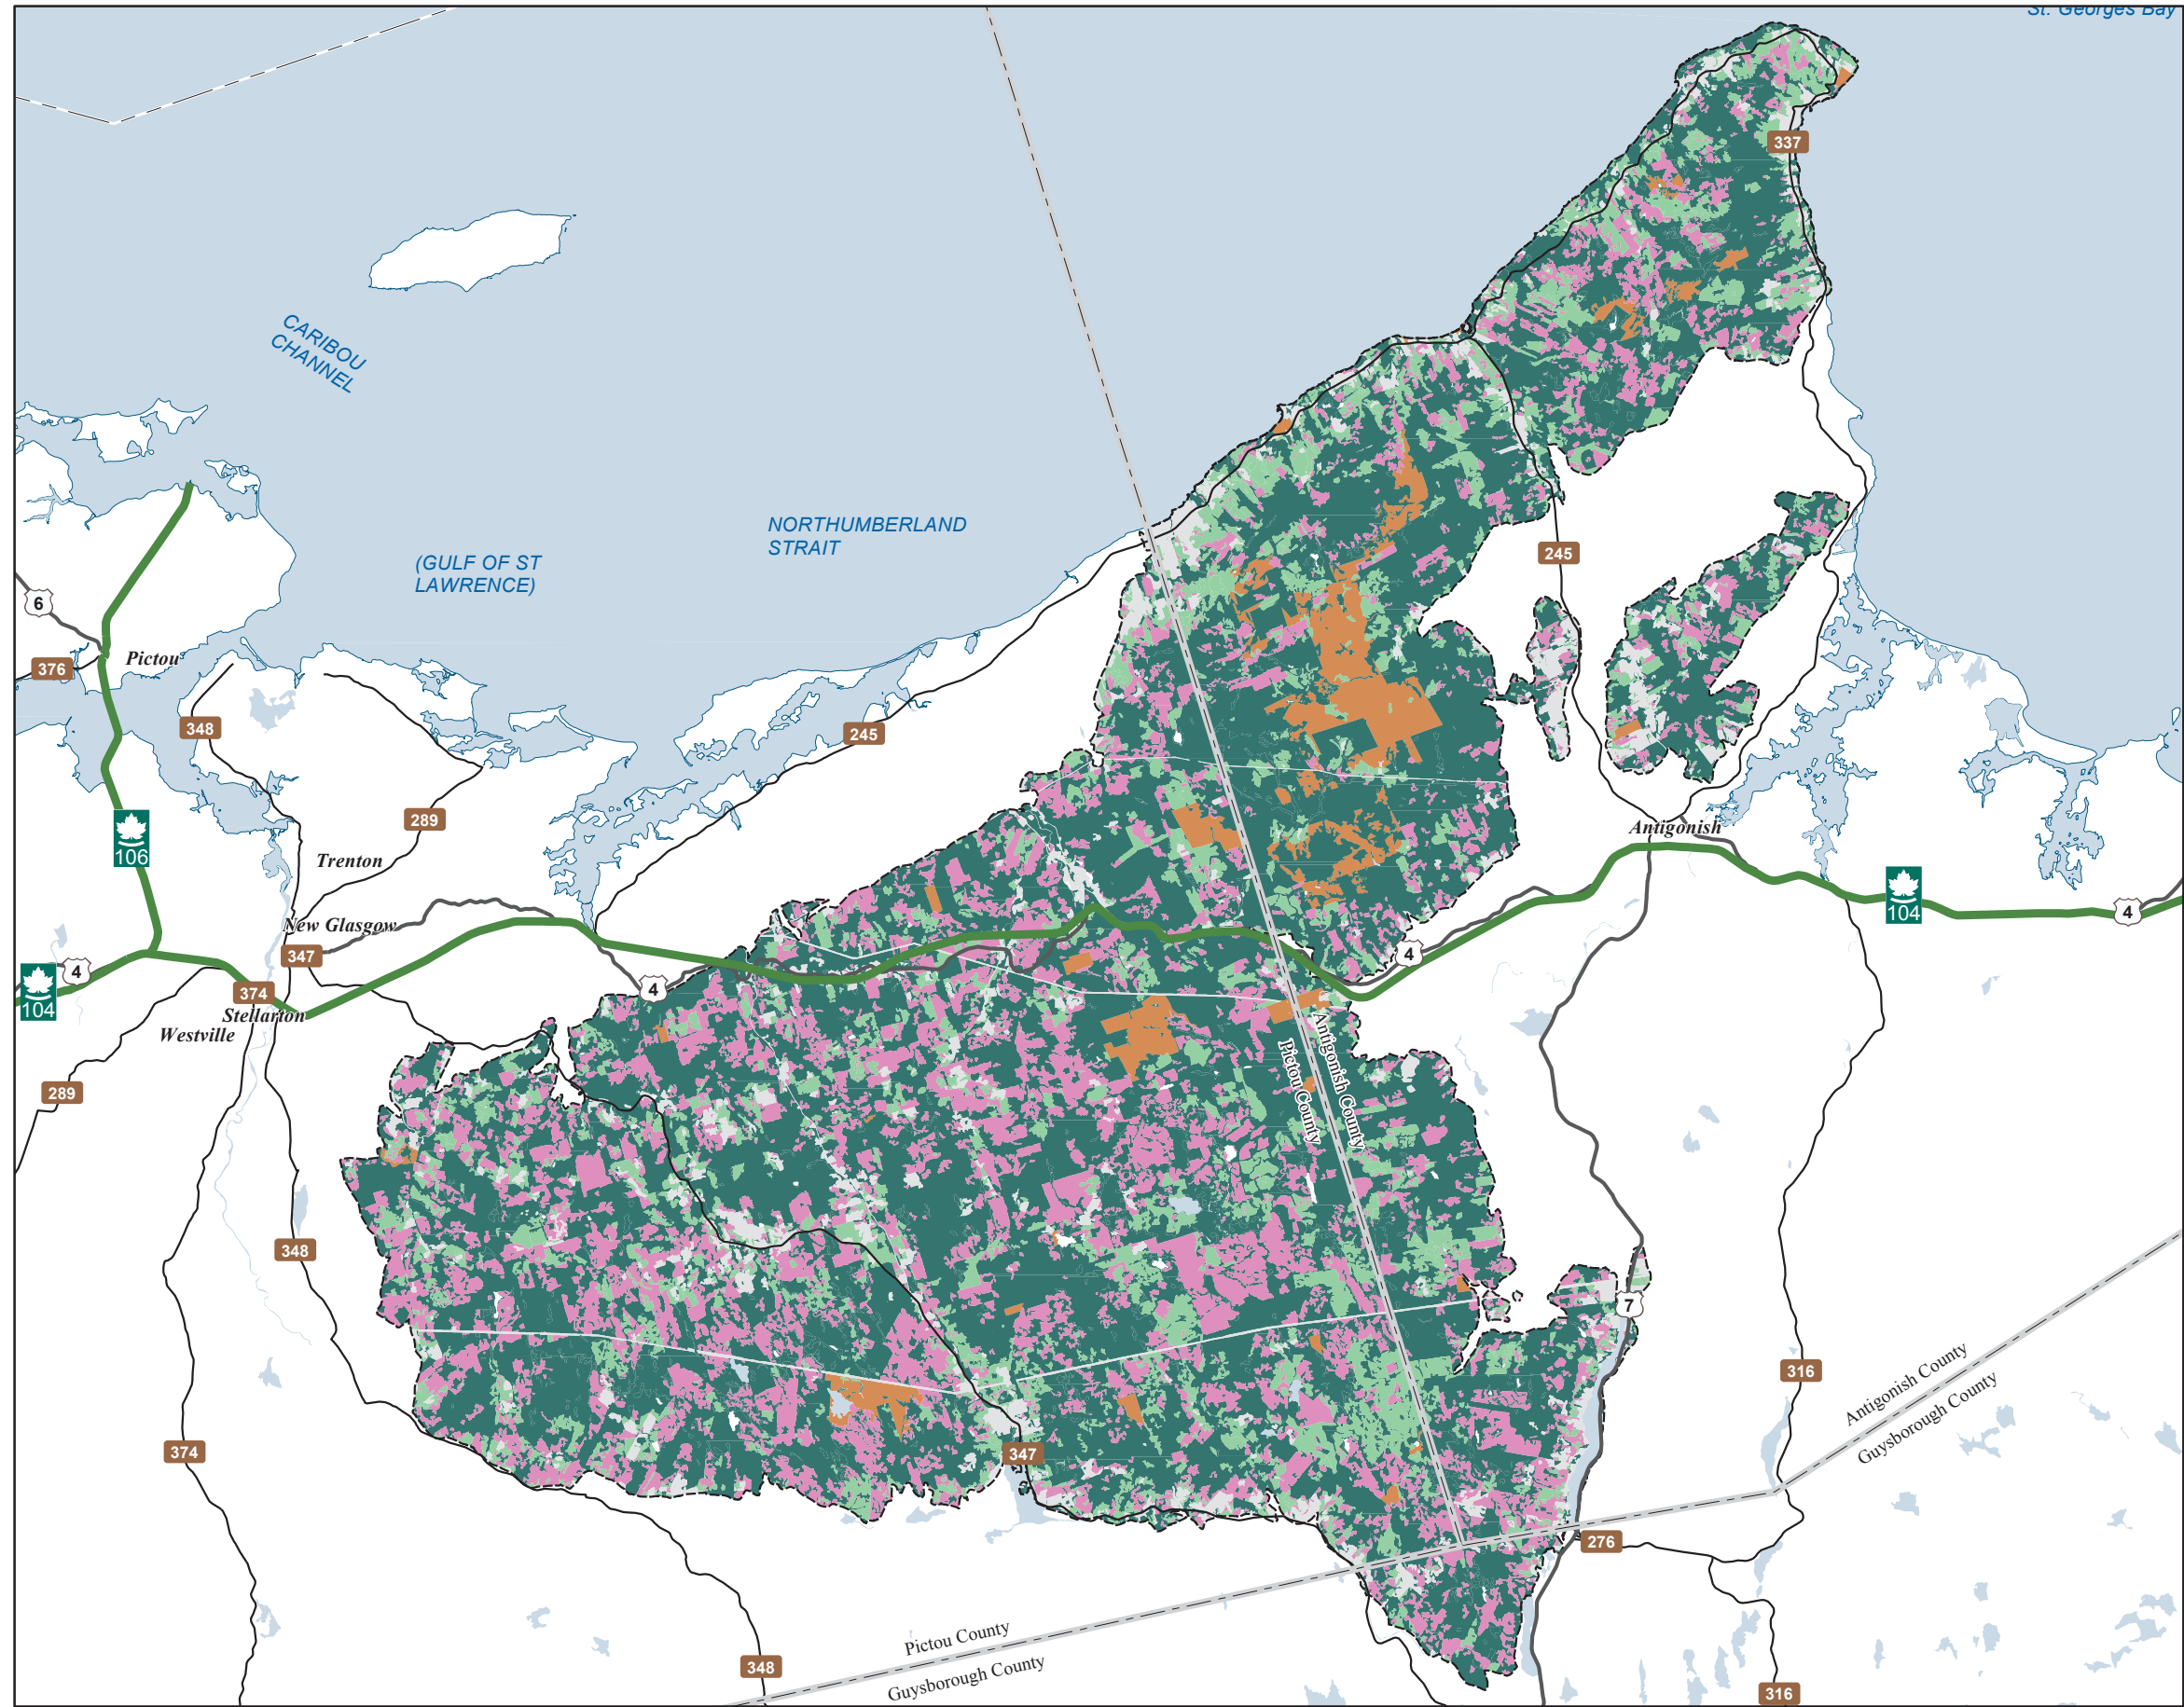 St. Georges Bay
337
CARIBOU
CHANNEL
NORTHUMBERLAND
STRAIT
(GULF OF ST
LAWRENCE)
245
6
376
Pictou
348
245
289
106
Trenton
Antigonish
104
4
New Glasgow
347
4
4
104
374
4
Stellarton
Westville
Antigonish County
Pictou County
289
348
7
316
Antigonish County
Guysborough County
374
347
276
Pictou County
Guysborough County
348
316